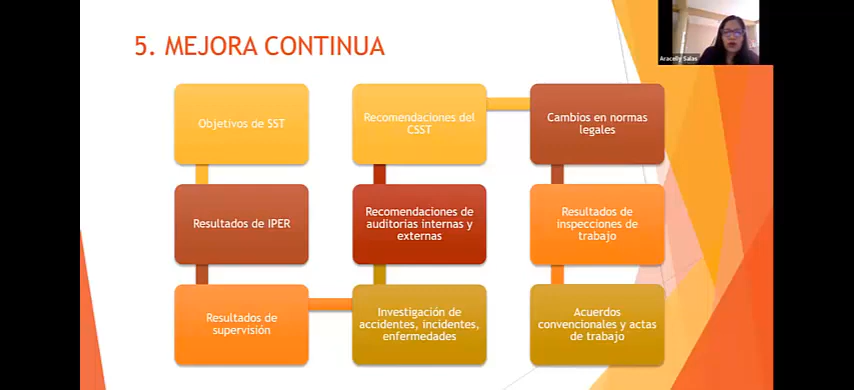 5. MEJORA CONTINUA
Aracelly Salas
Objetivos de SST
Resultados de IPER
Resultados de
supervisión
Investigación de
accidentes, incidentes,
enfermedades
Recomendaciones de
auditorias internas y
externas
Recomendaciones del
CSST
Cambios en normas
legales
Resultados de
inspecciones de
trabajo
Acuerdos
convencionales y actas
de trabajo